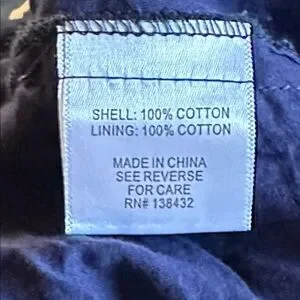 SHELL: 100% COTTON
LINING: 100% COTTON
MADE IN CHINA
SEE REVERSE
FOR CARE
RN# 138432